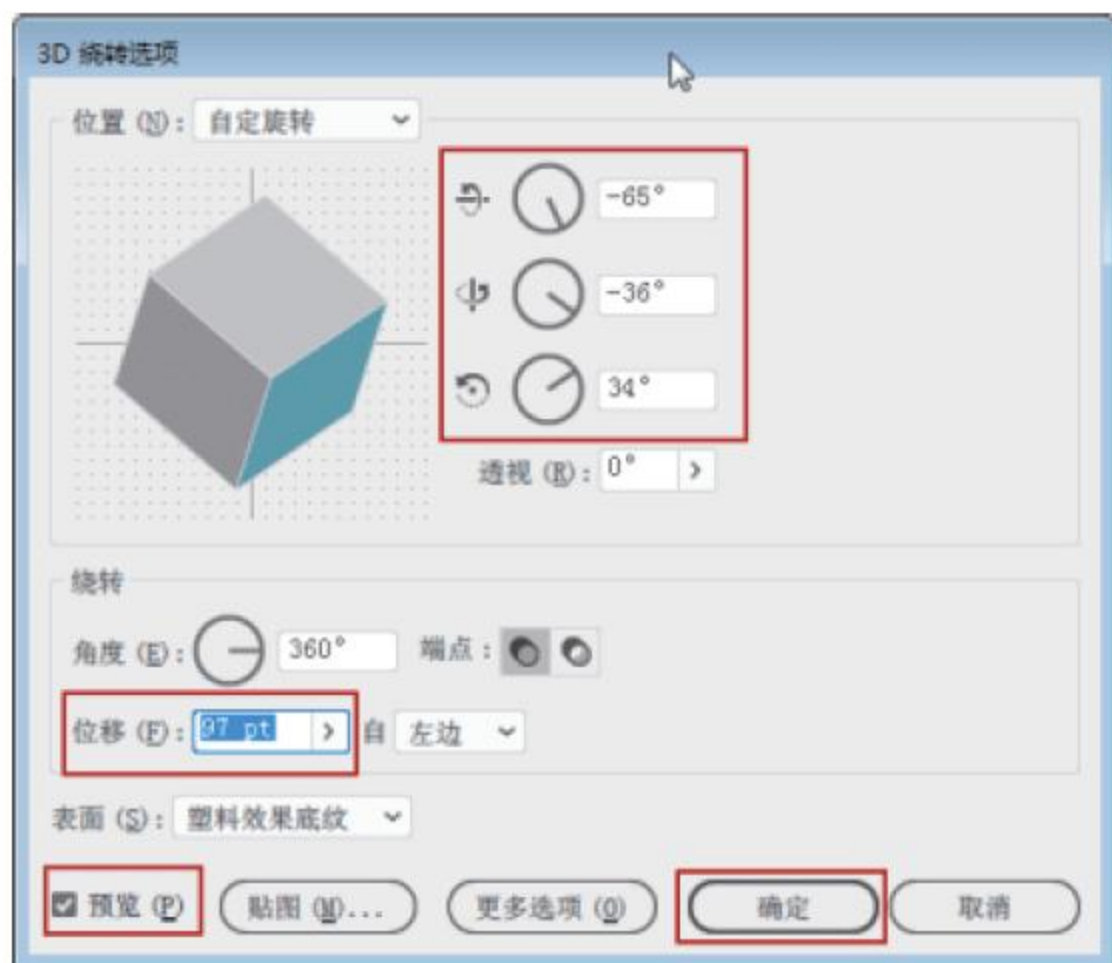 3D 绕转选项
位置 (N): 自定旋转
-65°
-36°
34°
透视 (R): 0°
绕转
角度 (E): 360° 端点:
位移 (F): 97 pt 自 左边
表面 (S): 塑料效果底纹
预览 (P) 贴图 (M)... 更多选项 (O) 确定 取消